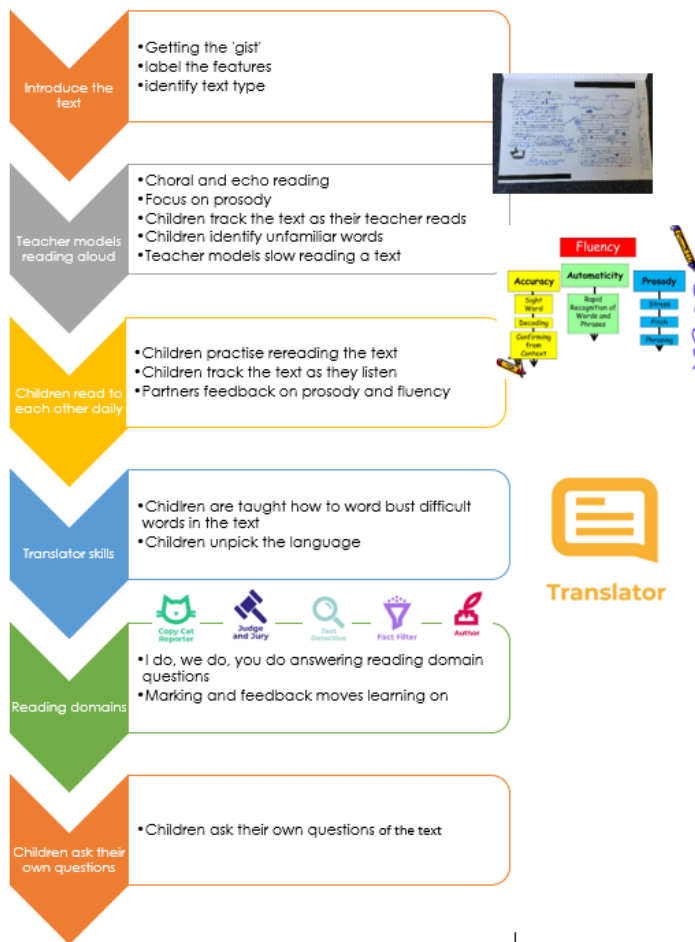 Introduce the
text
•Getting the 'gist'
•label the features
•identify text type
Teacher models
reading aloud
•Choral and echo reading
•Focus on prosody
•Children track the text as their teacher reads
•Children identify unfamiliar words
•Teacher models slow reading a text
Fluency
Accuracy
Sight
Word
Decoding
Confirming
from
Context
Automaticity
Rapid
Recognition of
Words and
Phrases
Prosody
Stress
Pitch
Phrasing
Children read to
each other daily
•Children practise rereading the text
•Children track the text as they listen
•Partners feedback on prosody and fluency
Translator skills
•Chidlren are taught how to word bust difficult
words in the text
•Children unpick the language
Translator
Copy Cat
Reporter
Judge
and Jury
Text
Detective
Fact Filter
Author
Reading domains
•I do, we do, you do answering reading domain
questions
•Marking and feedback moves learning on
Children ask their
own questions
•Children ask their own questions of the text